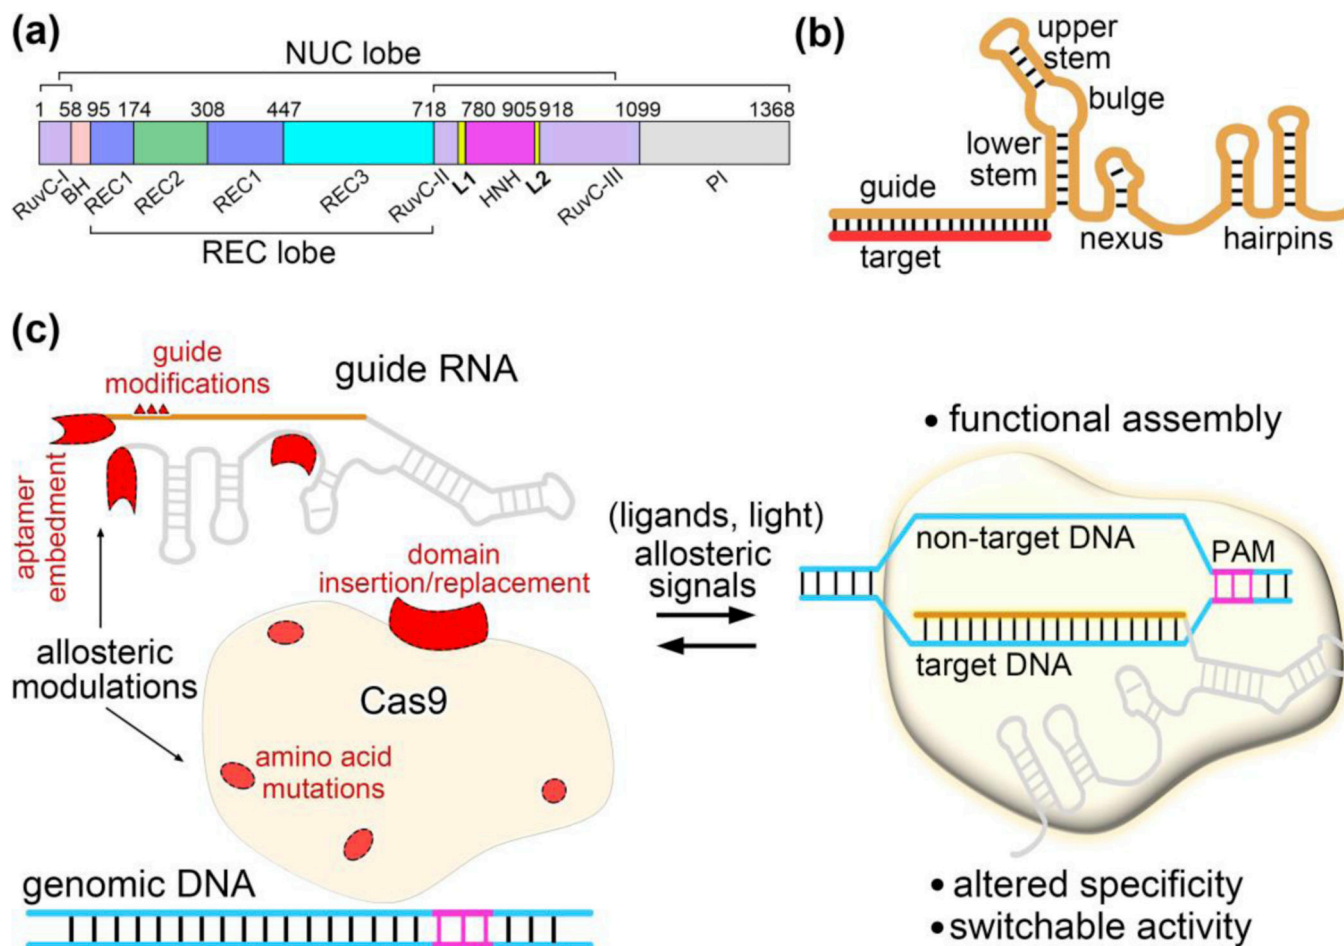 (a)
NUC lobe
1 58 95 174 308 447 718 780 905 918 1099 1368
RuvC-I BH REC1 REC2 REC1 REC3 RuvC-II L1 HNH L2 RuvC-III PI
REC lobe
(b)
upper
stem
bulge
lower
stem
guide
target
nexus
hairpins
(c)
guide
modifications
guide RNA
aptamer
embedment
domain
insertion/replacement
allosteric
modulations
Cas9
amino acid
mutations
genomic DNA
(ligands, light)
allosteric
signals
• functional assembly
non-target DNA
PAM
target DNA
• altered specificity
• switchable activity